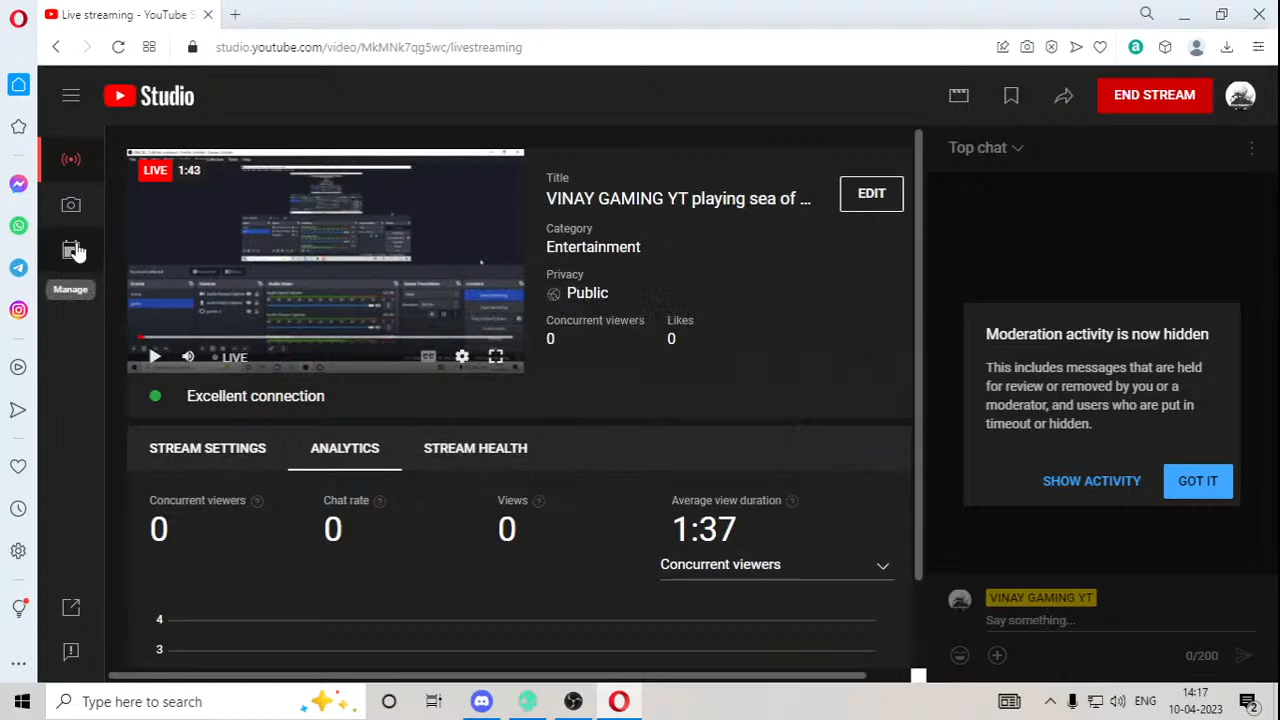 Live streaming - YouTube S
studio.youtube.com/video/MkMNk7qg5wc/livestreaming
Studio
END STREAM
Manage
LIVE 1:43
LIVE
Excellent connection
Title
VINAY GAMING YT playing sea of ...
EDIT
Category
Entertainment
Privacy
Public
Concurrent viewers Likes
0 0
STREAM SETTINGS ANALYTICS STREAM HEALTH
Concurrent viewers Chat rate Views Average view duration
0 0 0 1:37
Concurrent viewers
4
3
Top chat
Moderation activity is now hidden
This includes messages that are held
for review or removed by you or a
moderator, and users who are put in
timeout or hidden.
SHOW ACTIVITY GOT IT
VINAY GAMING YT
Say something...
0/200
Type here to search
ENG
14:17
10-04-2023
2